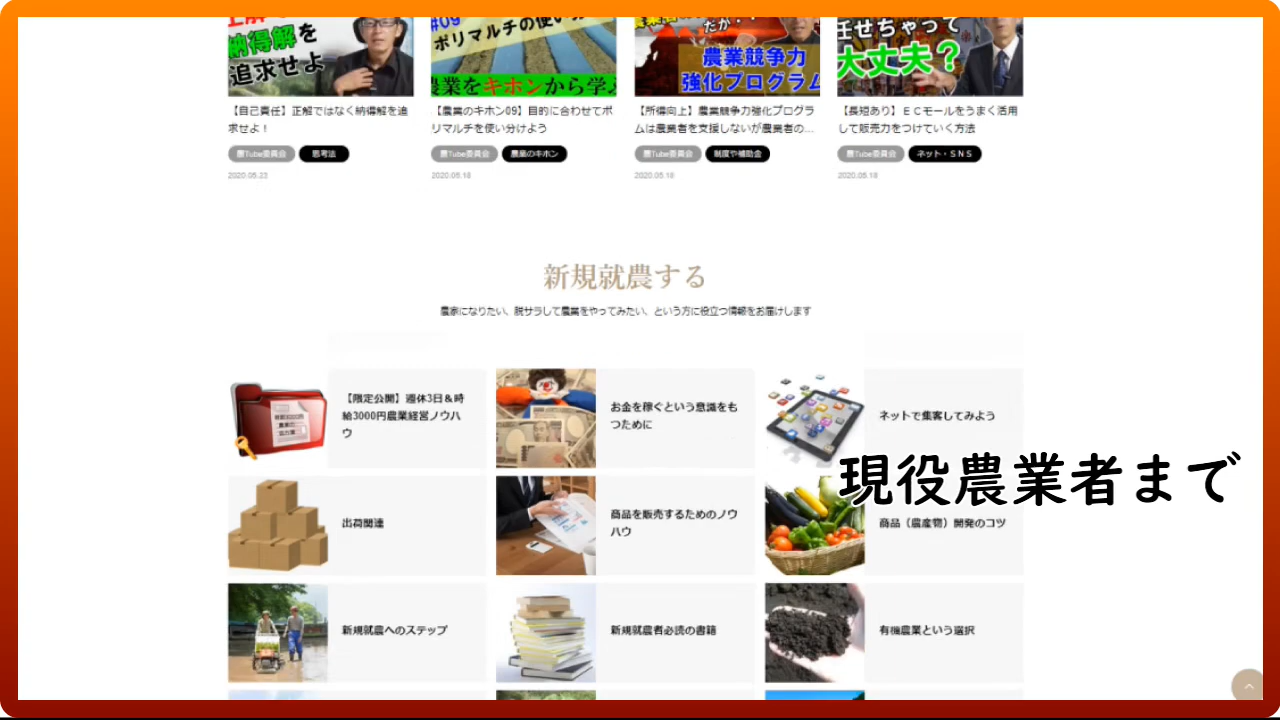 納得解を
追求せよ
#09
ポリマルチの使い分け
農業をキホンから学ぶ
農業競争力
強化プログラム
任せちゃって
大丈夫？
【自己責任】正解ではなく納得解を追
求せよ！
【農業のキホン09】目的に合わせてポ
リマルチを使い分けよう
【所得向上】農業競争力強化プログラ
ムは農業者を支援しないが農業者の...
【長短あり】ＥＣモールをうまく活用
して販売力をつけていく方法
農Tube委員会 思考法
農Tube委員会 農業のキホン
農Tube委員会 制度や補助金
農Tube委員会 ネット・ＳＮＳ
2020.05.23
2020.05.18
2020.05.18
2020.05.18
新規就農する
農家になりたい、脱サラして農業をやってみたい、という方に役立つ情報をお届けします
【限定公開】週休3日＆時
給3000円農業経営ノウハ
ウ
お金を稼ぐという意識をも
つために
ネットで集客してみよう
現役農業者まで
出荷関連
商品を販売するためのノウ
ハウ
商品（農産物）開発のコツ
新規就農へのステップ
新規就農者必読の書籍
有機農業という選択